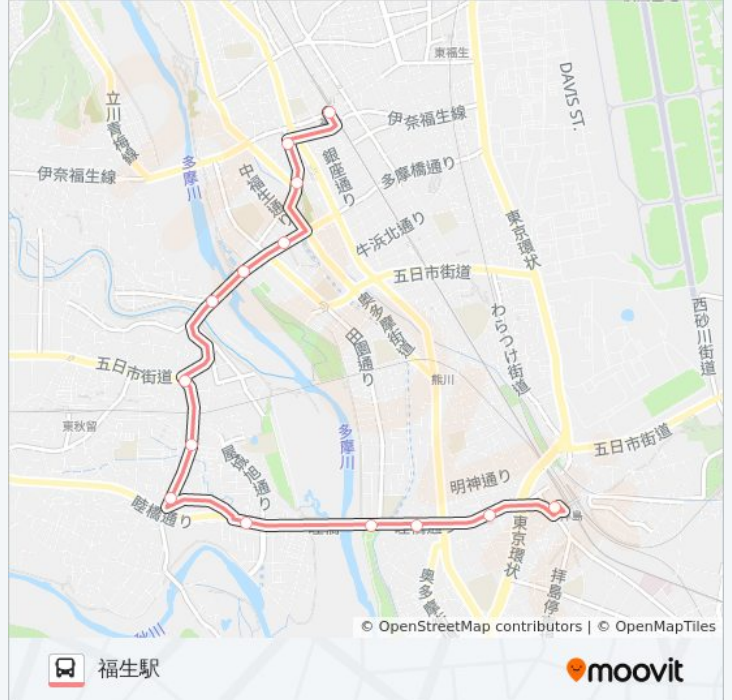 東福生
DAVIS ST.
立川青梅線
伊奈福生線
伊奈福生線
多摩川
銀座通り
中福生通り
多摩橋通り
牛浜北通り
東京環状
五日市街道
奥多摩街道
わらつけ街道
西砂川街道
田園通り
五日市街道
熊川
東秋留
多摩川
屋城旭通り
五日市街道
明神通り
睦橋通り
東京環状
島
拝島停
奥多摩
秋川
© OpenStreetMap contributors | © OpenMapTiles
福生駅
moovit